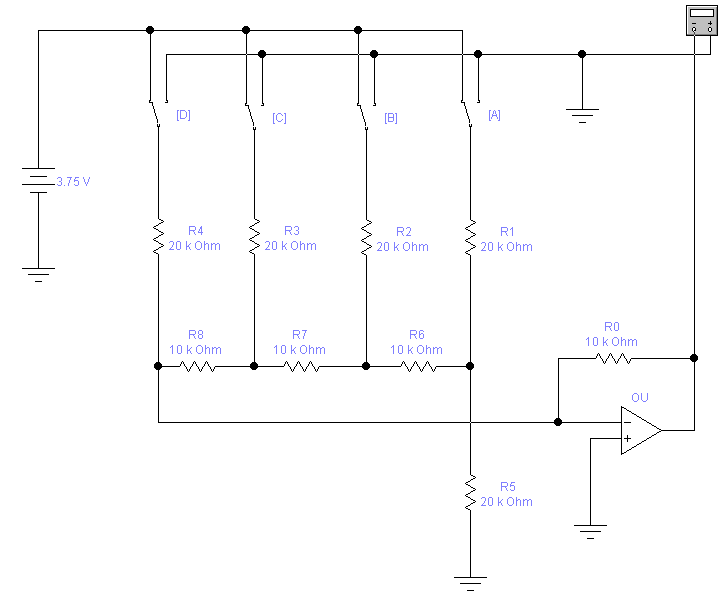 [D]
[C]
[B]
[A]
3.75 V
R4
20 k Ohm
R3
20 k Ohm
R2
20 k Ohm
R1
20 k Ohm
R8
10 k Ohm
R7
10 k Ohm
R6
10 k Ohm
R0
10 k Ohm
OU
R5
20 k Ohm